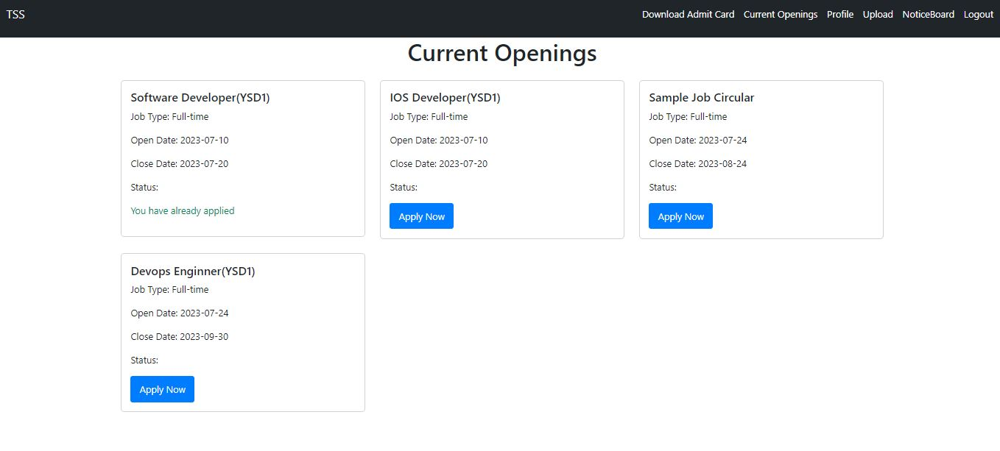 TSS
Download Admit Card Current Openings Profile Upload NoticeBoard Logout
Current Openings
Software Developer(YSD1)
Job Type: Full-time
Open Date: 2023-07-10
Close Date: 2023-07-20
Status:
You have already applied
IOS Developer(YSD1)
Job Type: Full-time
Open Date: 2023-07-10
Close Date: 2023-07-20
Status:
Apply Now
Sample Job Circular
Job Type: Full-time
Open Date: 2023-07-24
Close Date: 2023-08-24
Status:
Apply Now
Devops Enginner(YSD1)
Job Type: Full-time
Open Date: 2023-07-24
Close Date: 2023-09-30
Status:
Apply Now